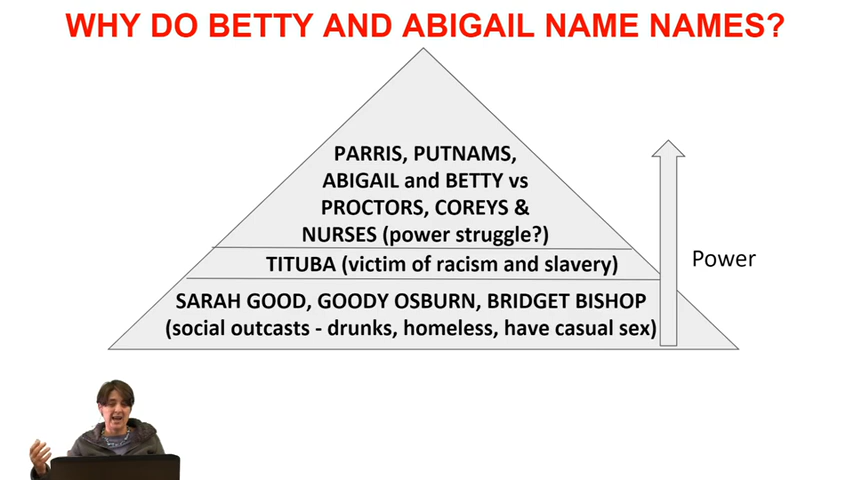 WHY DO BETTY AND ABIGAIL NAME NAMES?
PARRIS, PUTNAMS,
ABIGAIL and BETTY vs
PROCTORS, COREYS &
NURSES (power struggle?)
TITUBA (victim of racism and slavery)
Power
SARAH GOOD, GOODY OSBURN, BRIDGET BISHOP
(social outcasts - drunks, homeless, have casual sex)